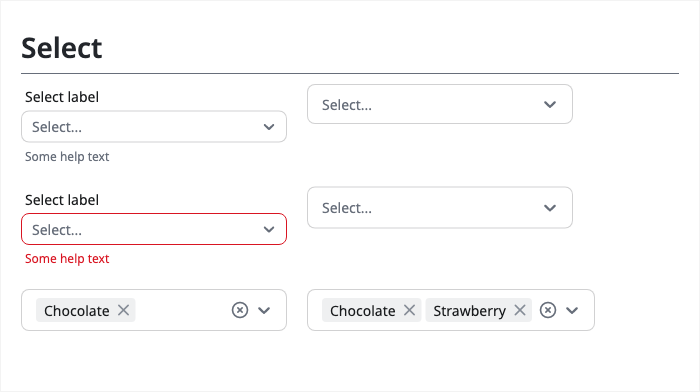 Select
Select label
Select...
Select...
Some help text
Select label
Select...
Select...
Some help text
Chocolate
Chocolate Strawberry